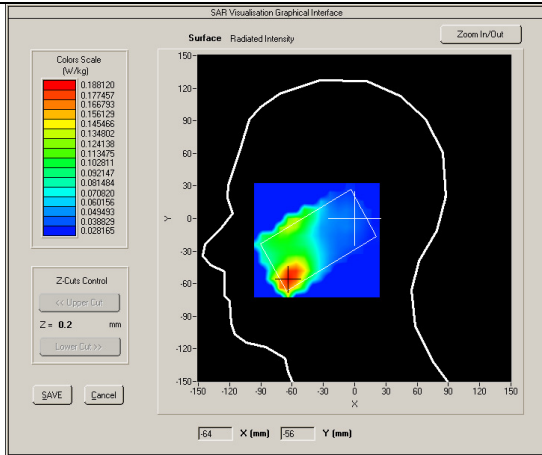 SAR Visualisation Graphical Interface
Surface Radiated Intensity
Zoom In/Out
Colors Scale
(W/kg)
0.188120
0.177457
0.166793
0.156129
0.145466
0.134802
0.124138
0.113475
0.102811
0.092147
0.081484
0.070820
0.060156
0.049493
0.038829
0.028165
Z-Cuts Control
<< Upper Cut
Z = 0.2 mm
Lower Cut >>
SAVE Cancel
150
120
90
60
30
0
-30
-60
-90
-120
-150
Y
-150 -120 -90 -60 -30 0 30 60 90 120 150
X
-64 X (mm) -56 Y (mm)